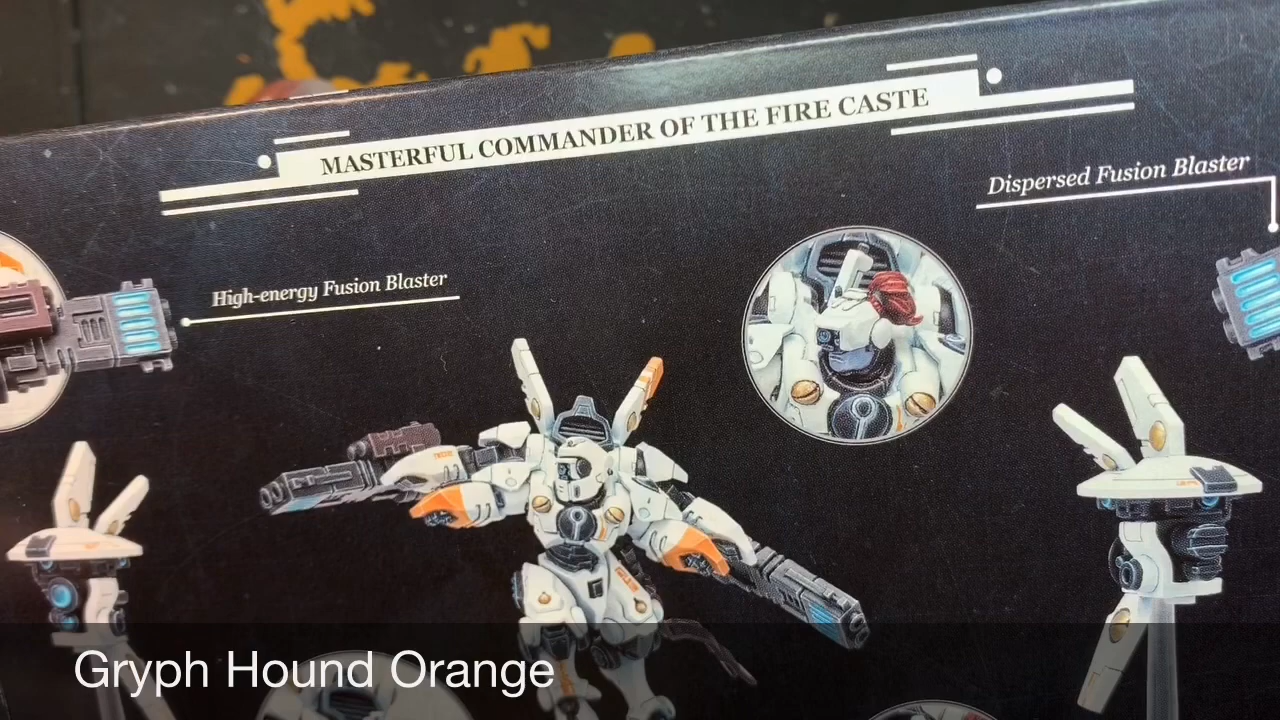 MASTERFUL COMMANDER OF THE FIRE CASTE
Dispersed Fusion Blaster
High-energy Fusion Blaster
Gryph Hound Orange